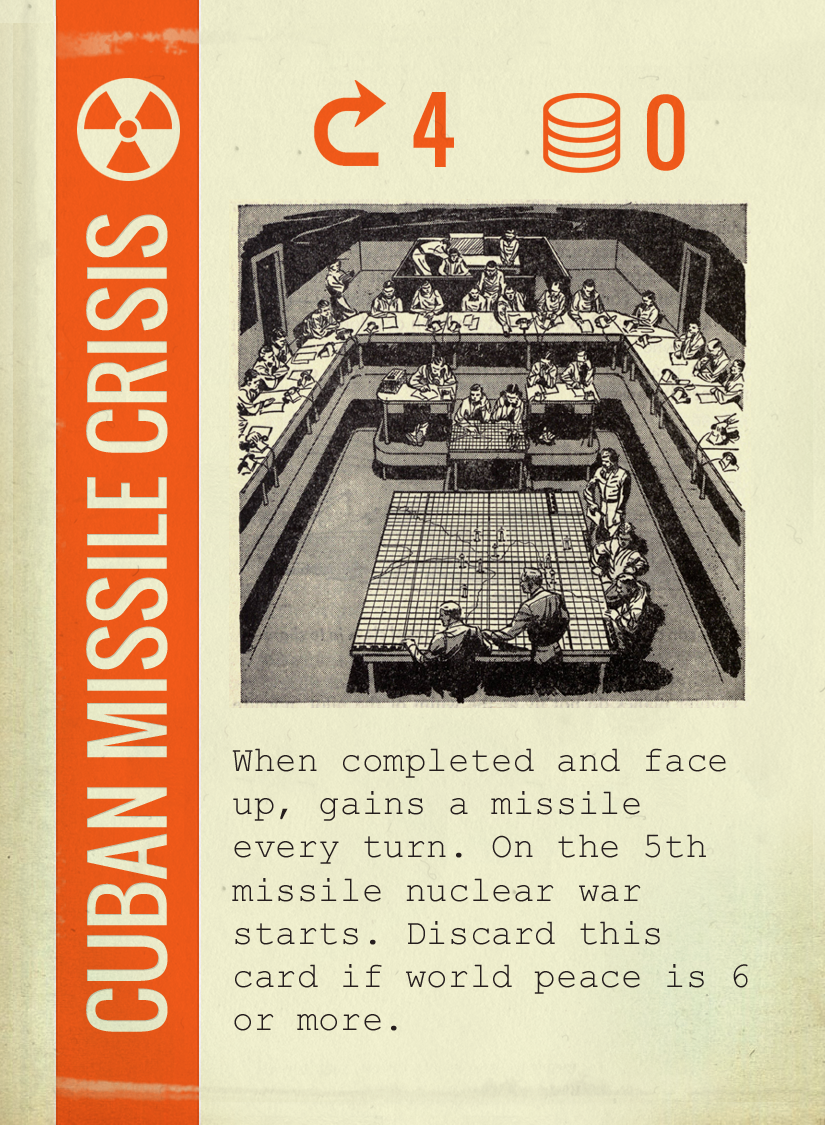 4 0
CUBAN MISSILE CRISIS
When completed and face
up, gains a missile
every turn. On the 5th
missile nuclear war
starts. Discard this
card if world peace is 6
or more.